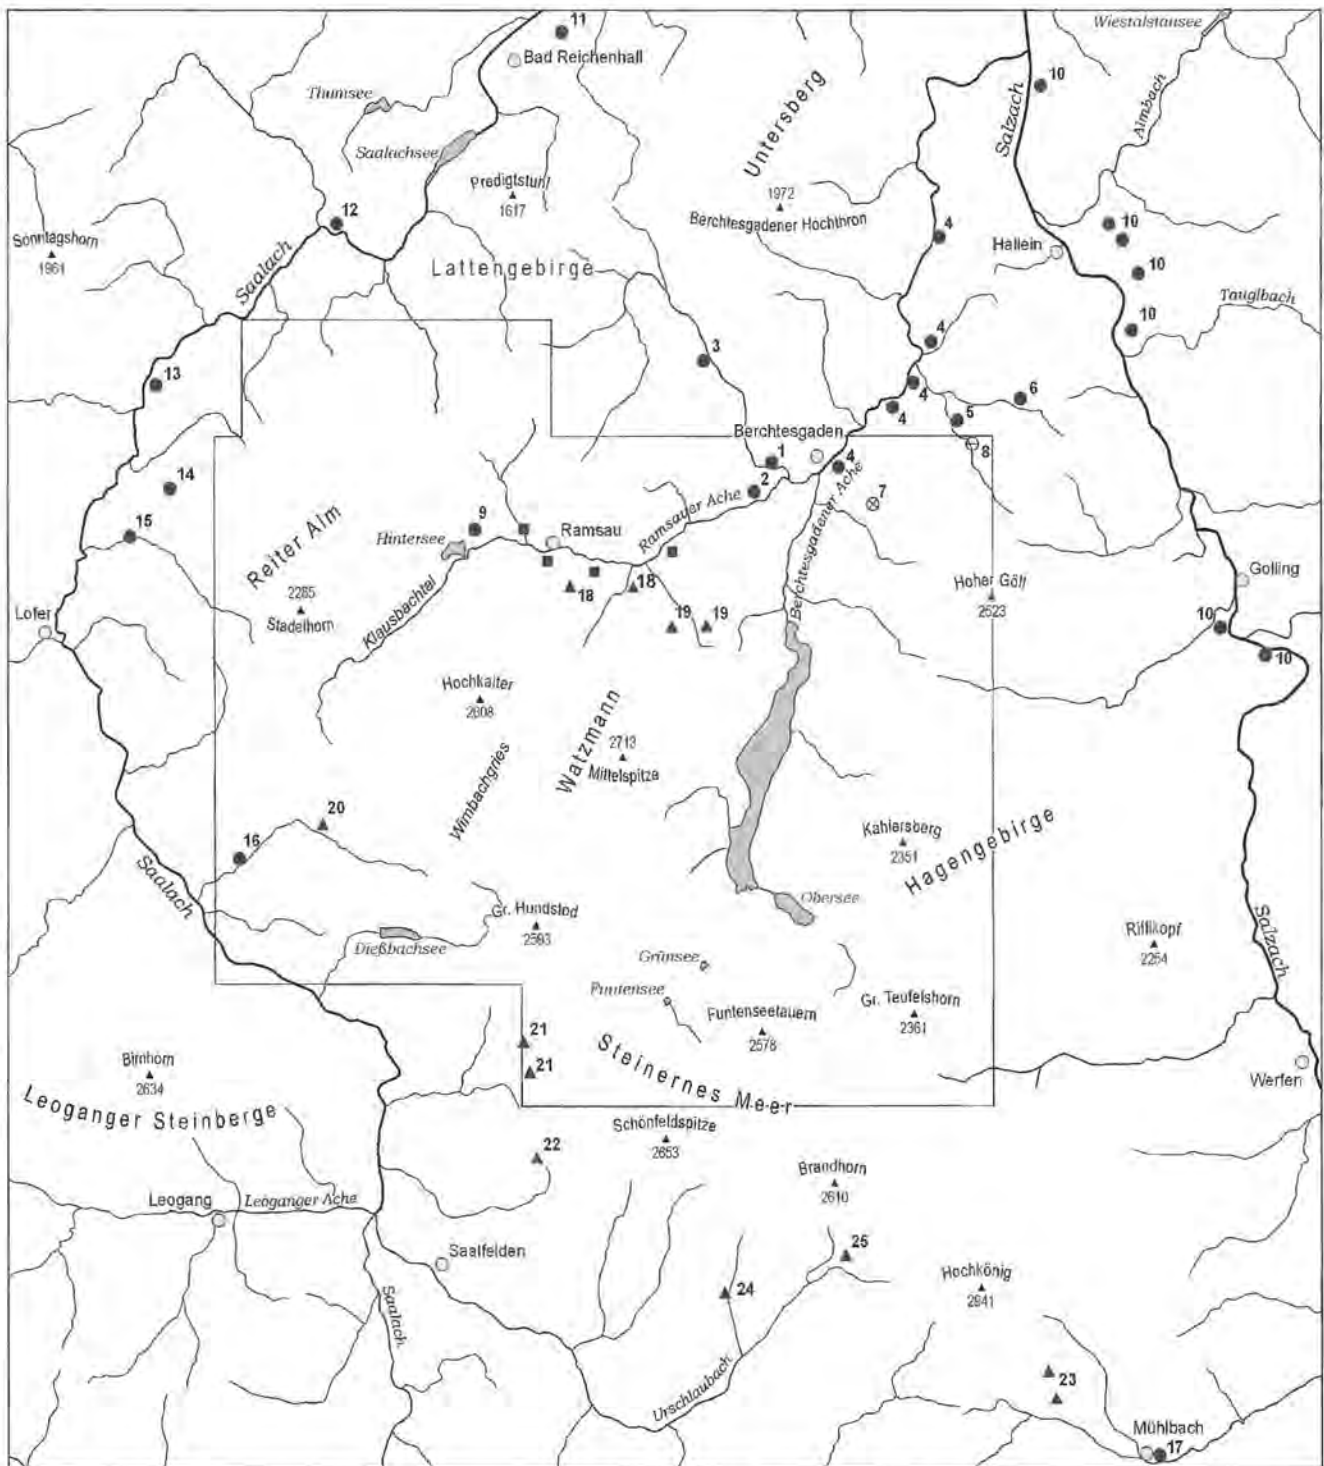 11
Wiestalstausee
Bad Reichenhall
Thumsee
10
Salzach
Almbach
Untersberg
Saalachsee
Predigtstuhl
1617
1972
Berchtesgadener Hochthron
12
4
10
Hallein
Sonntagshorn
1961
Saalach
Lattengebirge
10
Tauglbach
10
3
4
13
4
6
4
5
Berchtesgaden
8
1
4
14
2
7
15
9
Ramsauer Ache
Berchtesgadener Ache
Reiter Alm
Hintersee
Ramsau
Golling
Hoher Göll
2523
18
18
2285
Stadelhorn
Klausbachtal
19
19
Lofer
10
10
Hochkalter
2608
Watzmann
2713
Mittelspitze
Wimbachgries
20
Kahlersberg
2351
Hagengebirge
16
Saalach
Obersee
Gr. Hundstod
2593
Dießbachsee
Salzach
Rifflkopf
2254
Grünsee
Funtensee
Funtenseetauern
2578
Gr. Teufelshorn
2361
21
Steinernes Meer
21
Birnhorn
2634
Werfen
Leoganger Steinberge
Schönfeldspitze
2653
22
Brandhorn
2610
Leogang
Leoganger Ache
Saalfelden
25
Hochkönig
2941
24
Saalach
Urschlaubach
23
Mühlbach
17